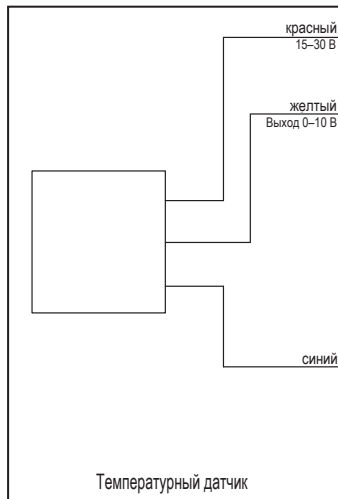 красный
15–30 В
желтый
Выход 0–10 В
синий
Температурный датчик